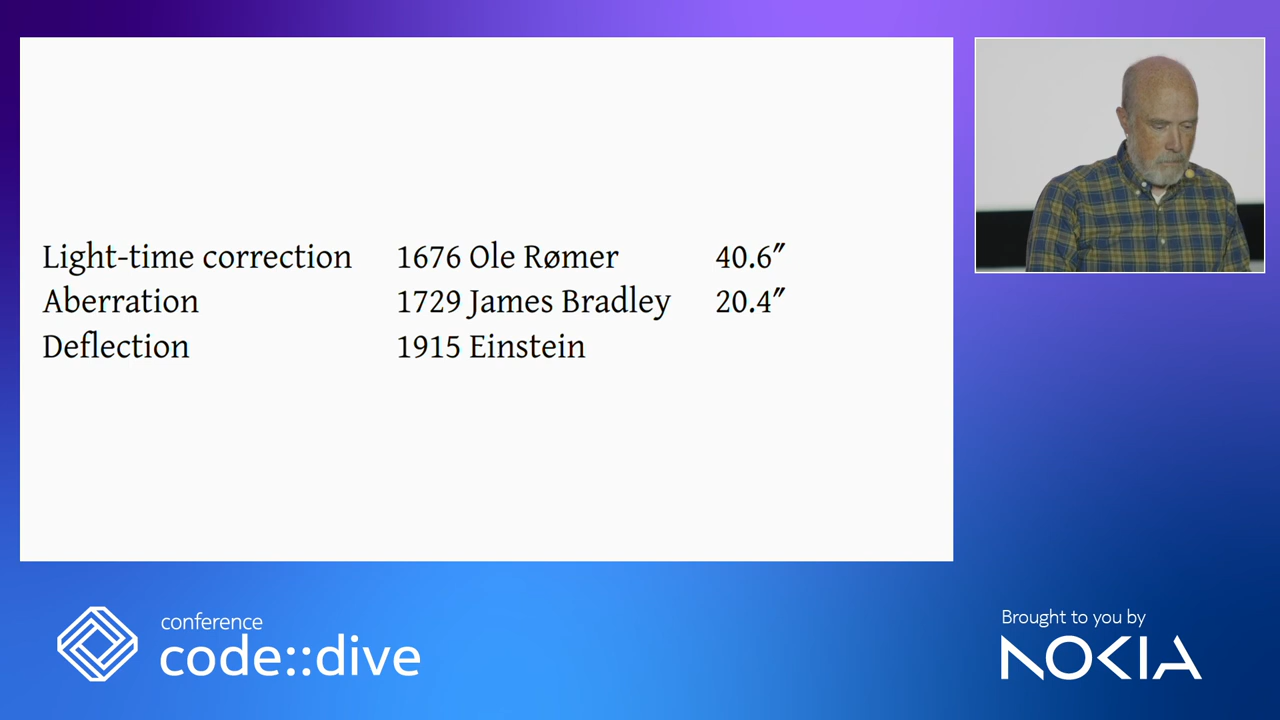 Light-time correction 1676 Ole Rømer 40.6″
Aberration 1729 James Bradley 20.4″
Deflection 1915 Einstein
conference
code::dive
Brought to you by
NOKIA